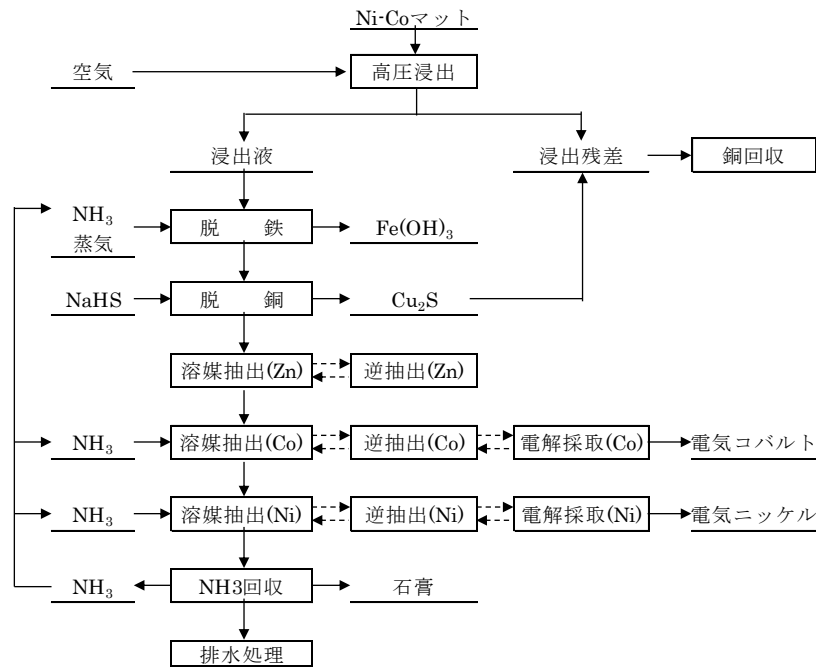 Ni-Coマット
空気
高圧浸出
浸出液
浸出残差
銅回収
NH₃
蒸気
脱　鉄
Fe(OH)₃
NaHS
脱　銅
Cu₂S
溶媒抽出(Zn)
逆抽出(Zn)
NH₃
溶媒抽出(Co)
逆抽出(Co)
電解採取(Co)
電気コバルト
NH₃
溶媒抽出(Ni)
逆抽出(Ni)
電解採取(Ni)
電気ニッケル
NH₃
NH3回収
石膏
排水処理